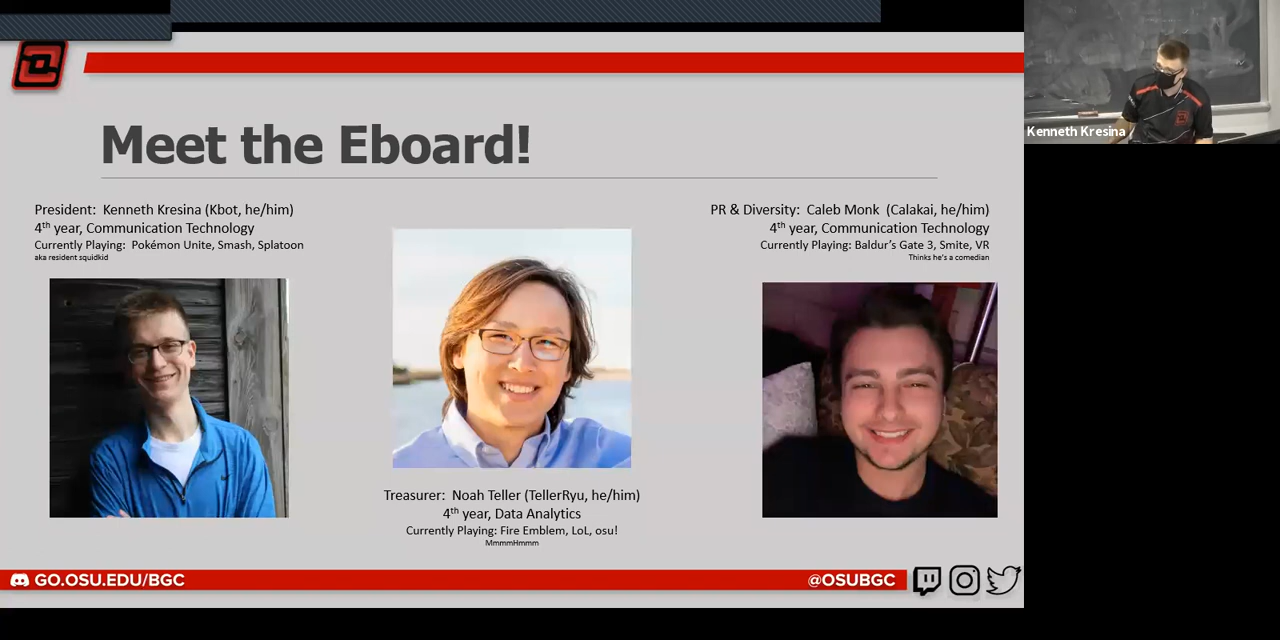 Meet the Eboard!
President: Kenneth Kresina (Kbot, he/him)
4th year, Communication Technology
Currently Playing: Pokémon Unite, Smash, Splatoon
aka resident squidkid
PR & Diversity: Caleb Monk (Calakai, he/him)
4th year, Communication Technology
Currently Playing: Baldur's Gate 3, Smite, VR
Thinks he's a comedian
Treasurer: Noah Teller (TellerRyu, he/him)
4th year, Data Analytics
Currently Playing: Fire Emblem, LoL, osu!
MmmmHmmm
GO.OSU.EDU/BGC
@OSUBGC
Kenneth Kresina